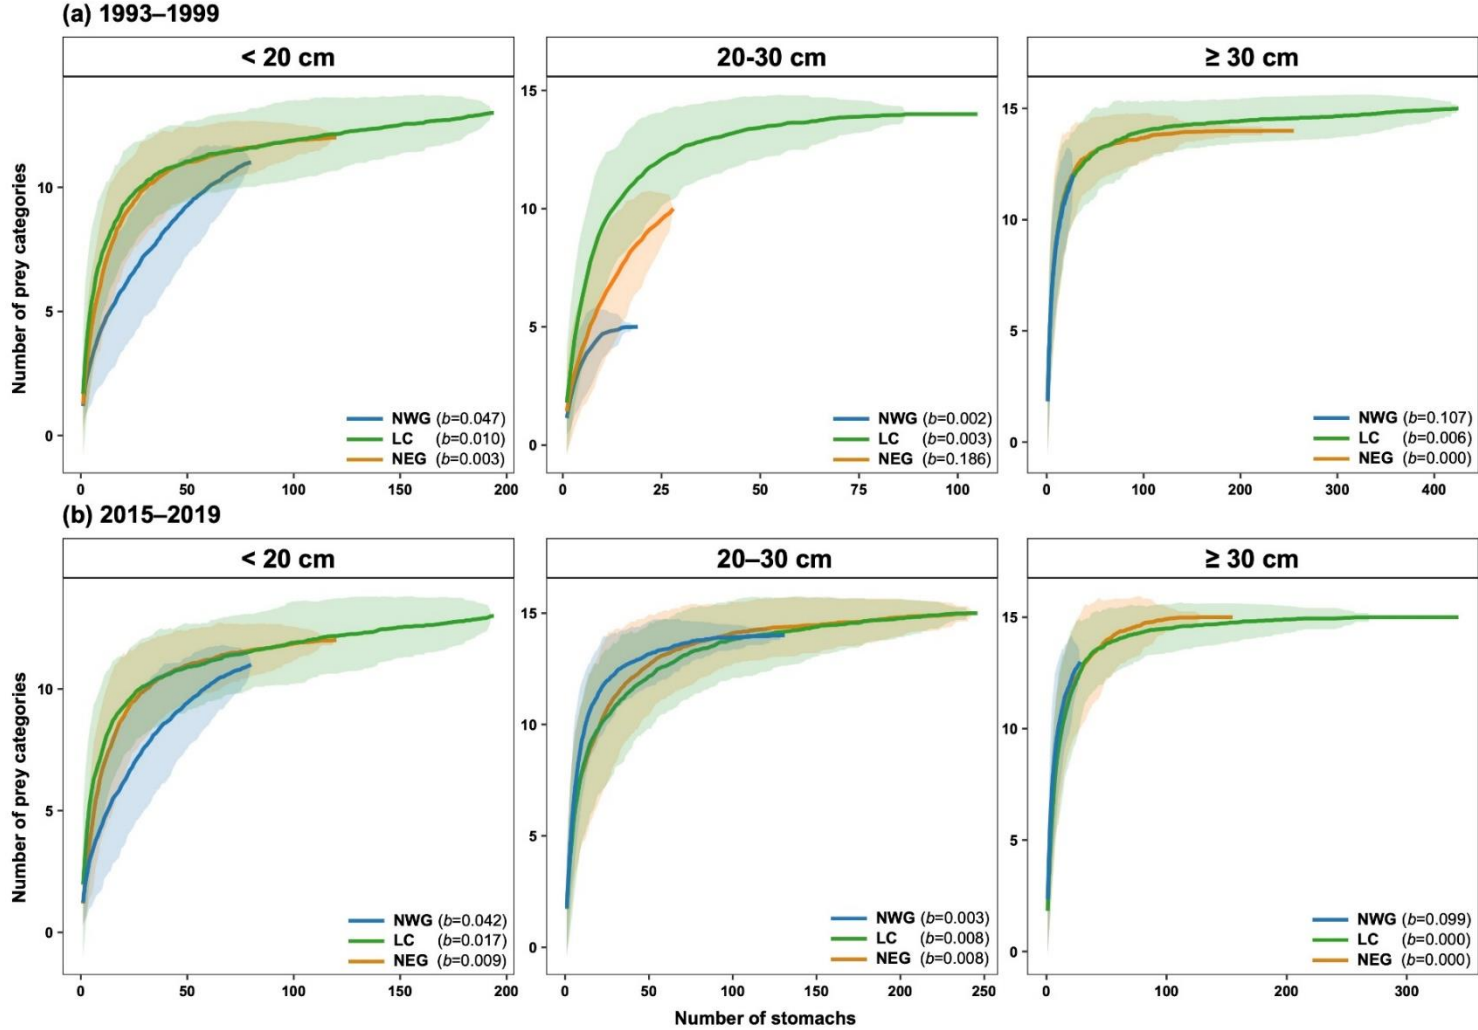 (a) 1993–1999
< 20 cm
20-30 cm
≥ 30 cm
Number of prey categories
15
10
5
0
NWG (b=0.047)
LC (b=0.010)
NEG (b=0.003)
0 50 100 150 200
15
10
5
0
NWG (b=0.002)
LC (b=0.003)
NEG (b=0.186)
0 25 50 75 100
15
10
5
0
NWG (b=0.107)
LC (b=0.006)
NEG (b=0.000)
0 100 200 300 400
(b) 2015–2019
< 20 cm
20–30 cm
≥ 30 cm
Number of prey categories
10
5
0
NWG (b=0.042)
LC (b=0.017)
NEG (b=0.009)
0 50 100 150 200
15
10
5
0
NWG (b=0.003)
LC (b=0.008)
NEG (b=0.008)
0 50 100 150 200 250
15
10
5
0
NWG (b=0.099)
LC (b=0.000)
NEG (b=0.000)
0 100 200 300
Number of stomachs